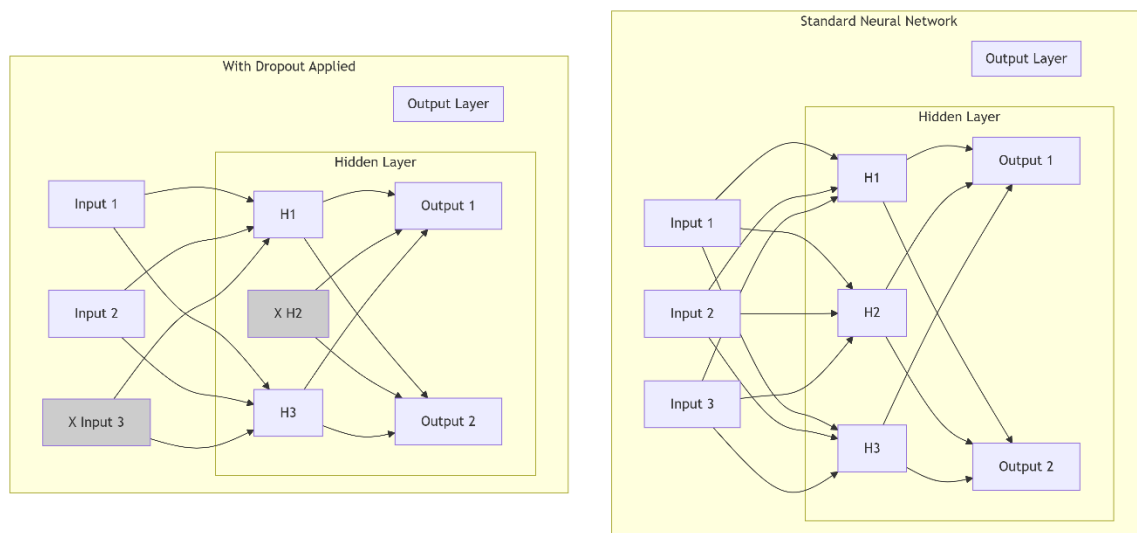 With Dropout Applied
Output Layer
Hidden Layer
Input 1
H1
Output 1
Input 2
X H2
X Input 3
H3
Output 2
Standard Neural Network
Output Layer
Hidden Layer
Input 1
H1
Output 1
Input 2
H2
Input 3
H3
Output 2